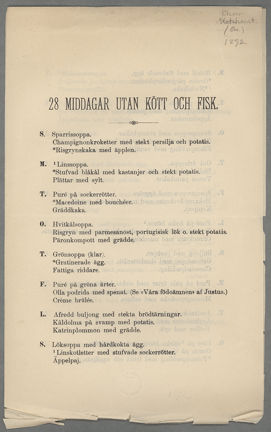 1892
28 MIDDAGAR UTAN KÖTT OCH FISK.
S. Sparrissoppa.
Champignonkroketter med stekt persilja och potatis.
*Risgrynskaka med äpplen.
M. ¹Linssoppa.
*Stufvad blåkål med kastanjer och stekt potatis.
Plättar med sylt.
T. Puré på sockerrötter.
*Macedoine med bouchéer.
Gräddkaka.
O. Hvitkålsoppa.
Risgryn med parmesanost, portugisisk lök o. stekt potatis.
Päronkompott med grädde.
T. Grönsoppa (klar).
*Gratinerade ägg.
Fattiga riddare.
F. Puré på gröna ärter.
Olla podrida med spenat. (Se »Våra födoämnen af Justus.)
Crème brûlée.
L. Afredd buljong med stekta brödtärningar.
Kåldolma på svamp med potatis.
Katrinplommon med grädde.
S. Löksoppa med hårdkokta ägg.
¹Linskotletter med stufvade sockerrötter.
Äppelpaj.